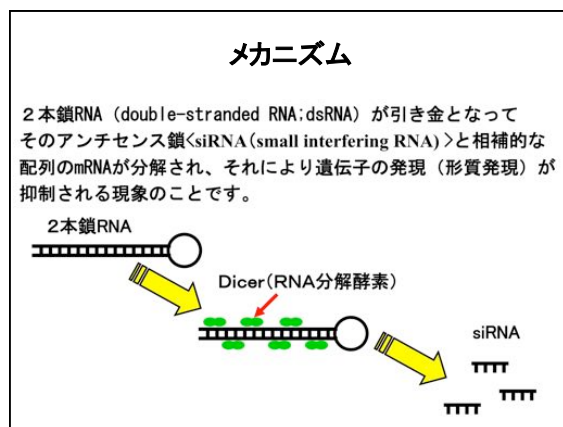 メカニズム
２本鎖RNA（double-stranded RNA;dsRNA）が引き金となって
そのアンチセンス鎖<siRNA（small interfering RNA）>と相補的な
配列のmRNAが分解され、それにより遺伝子の発現（形質発現）が
抑制される現象のことです。
２本鎖RNA
Dicer（RNA分解酵素）
siRNA